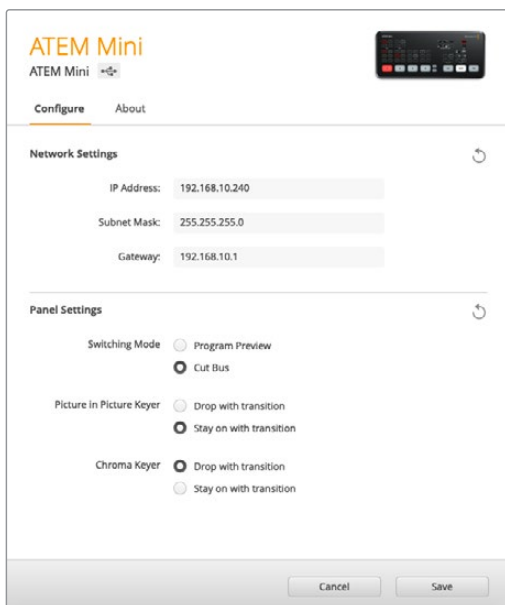 ATEM Mini
ATEM Mini
Configure About
Network Settings
IP Address: 192.168.10.240
Subnet Mask: 255.255.255.0
Gateway: 192.168.10.1
Panel Settings
Switching Mode Program Preview
Cut Bus
Picture in Picture Keyer Drop with transition
Stay on with transition
Chroma Keyer Drop with transition
Stay on with transition
Cancel Save